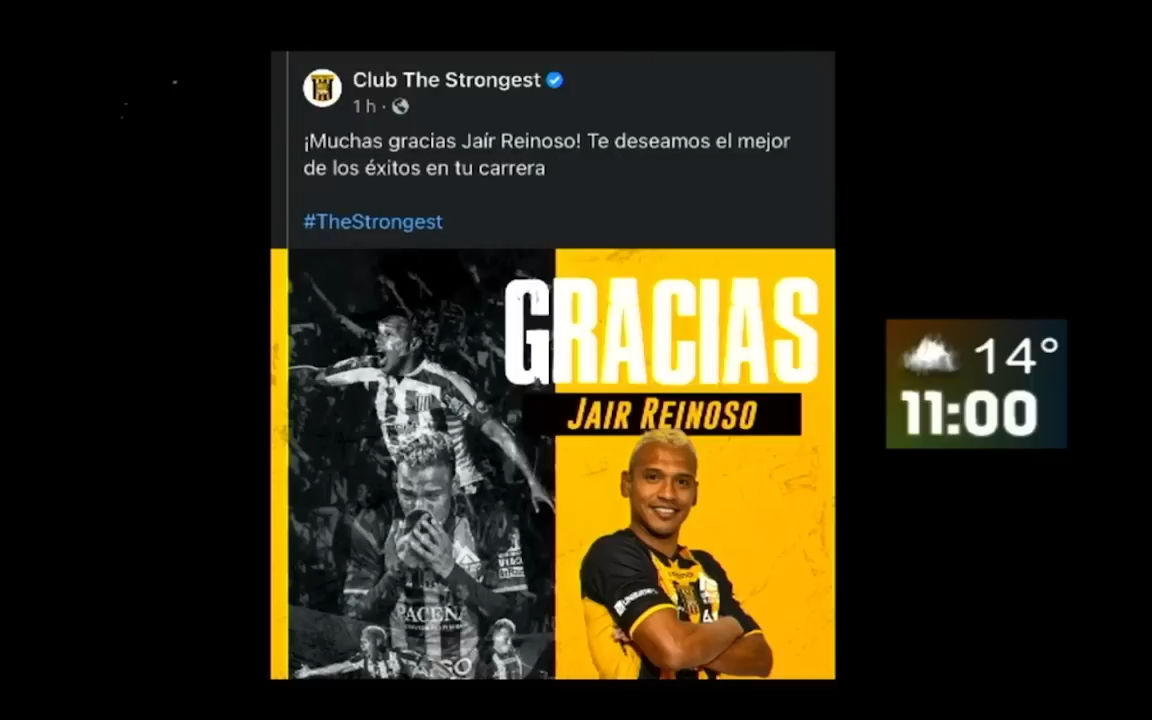 Club The Strongest
1 h ·
¡Muchas gracias Jaír Reinoso! Te deseamos el mejor
de los éxitos en tu carrera
#TheStrongest
GRACIAS
JAIR REINOSO
14°
11:00
PACEÑA